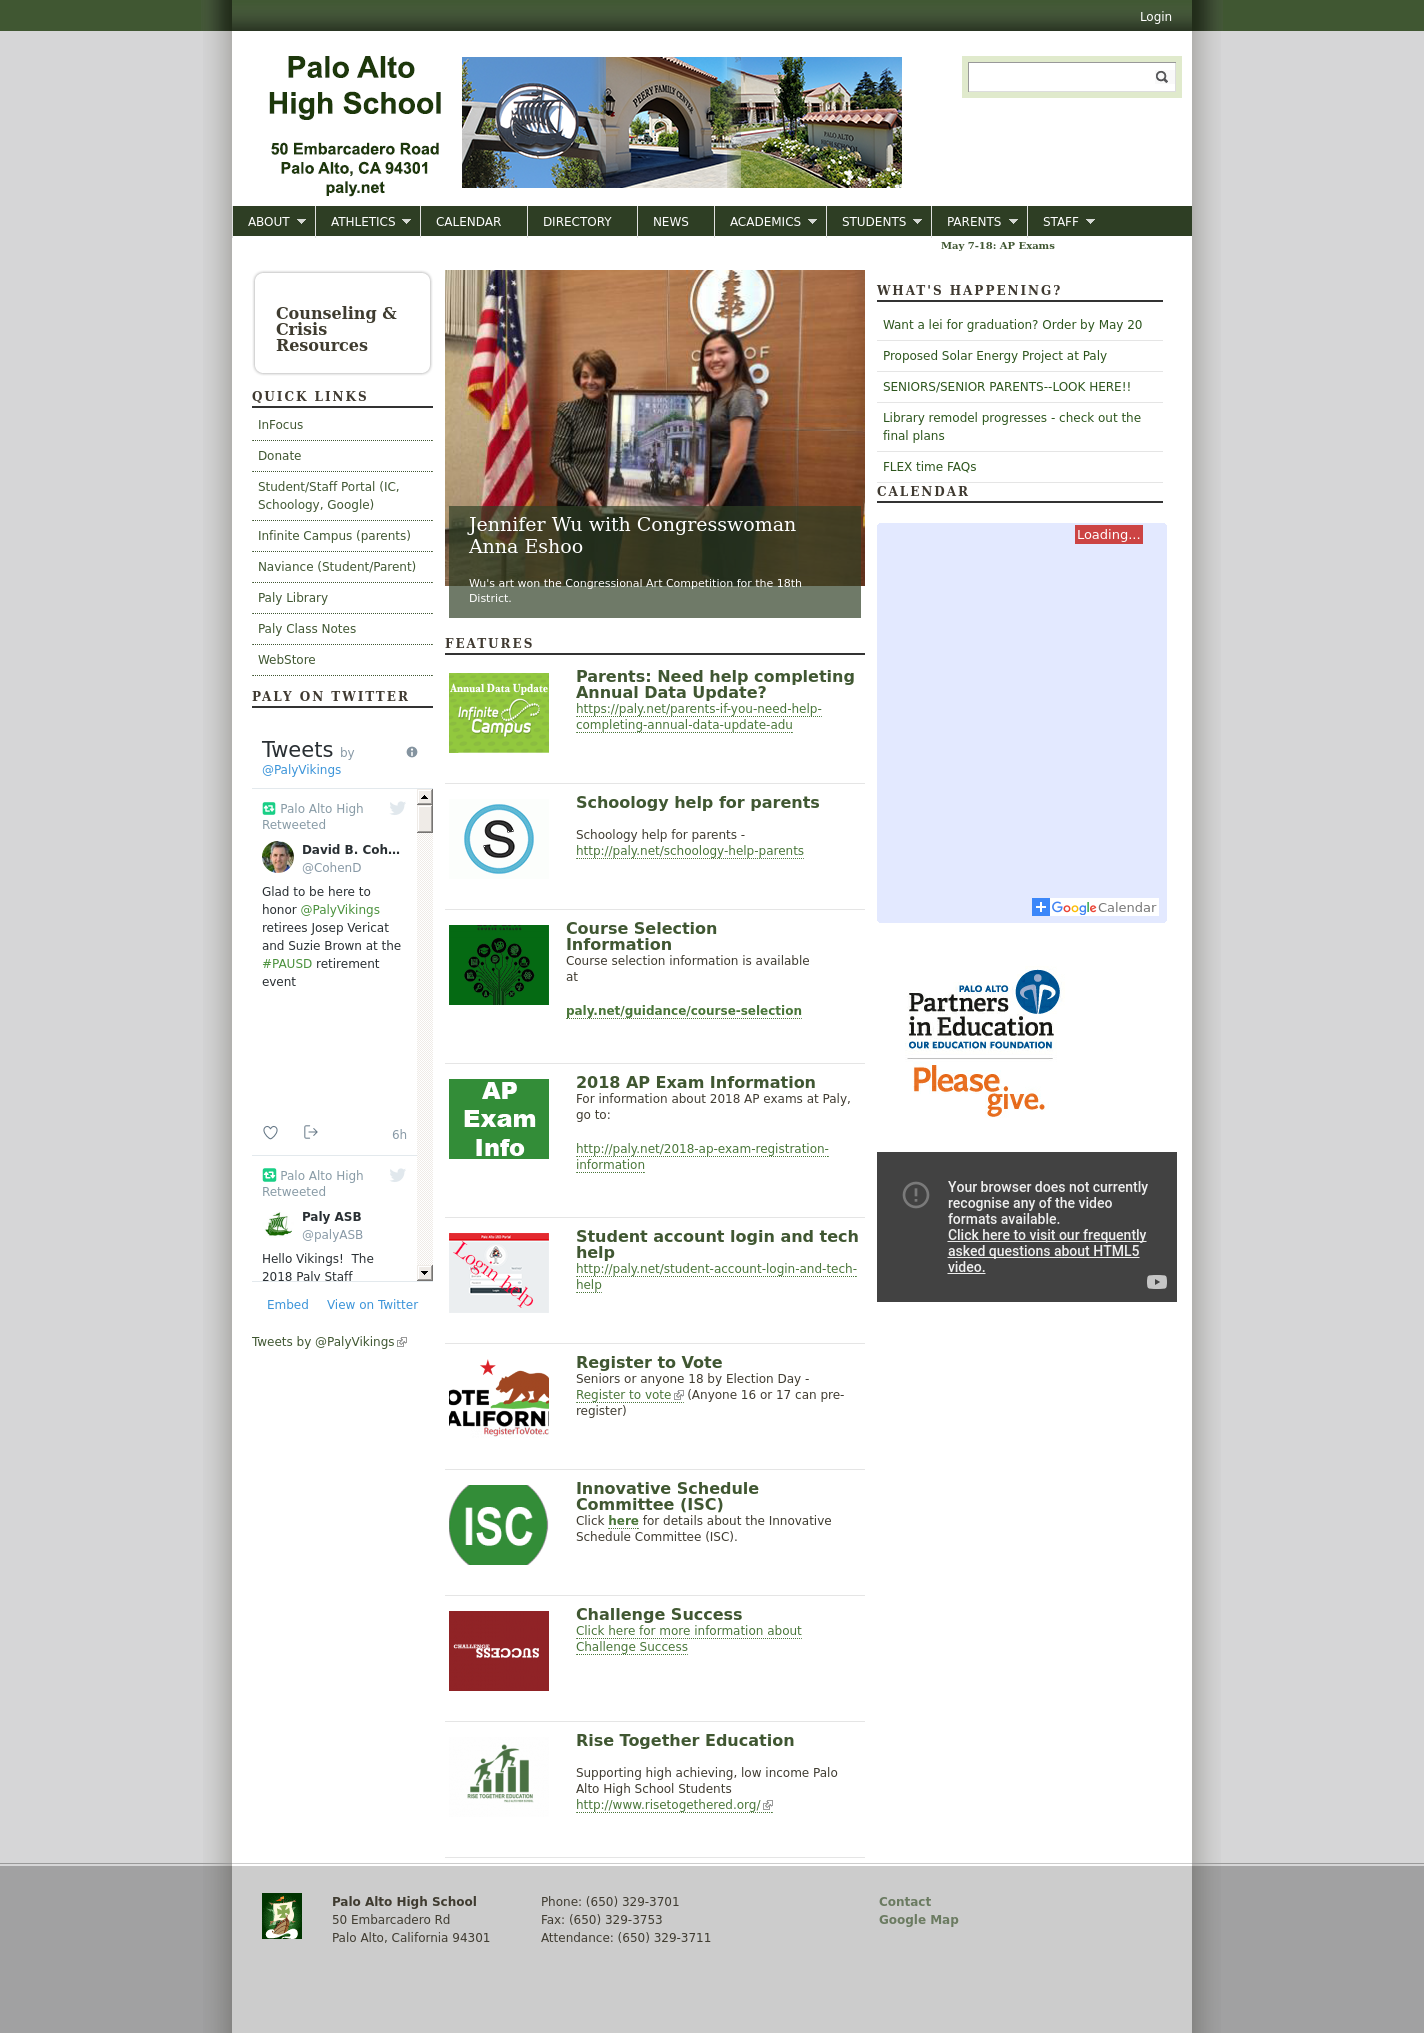 Login
Palo Alto
High School
50 Embarcadero Road
Palo Alto, CA 94301
paly.net
PEERY FAMILY CENTER
PALO ALTO
HIGH SCHOOL
ABOUT
ATHLETICS
CALENDAR
DIRECTORY
NEWS
ACADEMICS
STUDENTS
PARENTS
STAFF
May 7-18: AP Exams
Counseling &
Crisis
Resources
QUICK LINKS
InFocus
Donate
Student/Staff Portal (IC,
Schoology, Google)
Infinite Campus (parents)
Naviance (Student/Parent)
Paly Library
Paly Class Notes
WebStore
PALY ON TWITTER
Tweets by
@PalyVikings
Palo Alto High
Retweeted
David B. Coh...
@CohenD
Glad to be here to
honor @PalyVikings
retirees Josep Vericat
and Suzie Brown at the
#PAUSD retirement
event
6h
Palo Alto High
Retweeted
Paly ASB
@palyASB
Hello Vikings!  The
2018 Paly Staff
Embed
View on Twitter
Tweets by @PalyVikings
Jennifer Wu with Congresswoman
Anna Eshoo
Wu's art won the Congressional Art Competition for the 18th
District.
FEATURES
Annual Data Update
Infinite
Campus
Parents: Need help completing
Annual Data Update?
https://paly.net/parents-if-you-need-help-
completing-annual-data-update-adu
S
Schoology help for parents
Schoology help for parents -
http://paly.net/schoology-help-parents
Course Selection
Information
Course selection information is available
at
paly.net/guidance/course-selection
AP
Exam
Info
2018 AP Exam Information
For information about 2018 AP exams at Paly,
go to:
http://paly.net/2018-ap-exam-registration-
information
Login help
Student account login and tech
help
http://paly.net/student-account-login-and-tech-
help
OTE
ALIFORNI
RegisterToVote.c
Register to Vote
Seniors or anyone 18 by Election Day -
Register to vote (Anyone 16 or 17 can pre-
register)
ISC
Innovative Schedule
Committee (ISC)
Click here for details about the Innovative
Schedule Committee (ISC).
CHALLENGE
SUCCESS
Challenge Success
Click here for more information about
Challenge Success
RISE TOGETHER EDUCATION
Rise Together Education
Supporting high achieving, low income Palo
Alto High School Students
http://www.risetogethered.org/
WHAT'S HAPPENING?
Want a lei for graduation? Order by May 20
Proposed Solar Energy Project at Paly
SENIORS/SENIOR PARENTS--LOOK HERE!!
Library remodel progresses - check out the
final plans
FLEX time FAQs
CALENDAR
Loading...
Google Calendar
PALO ALTO
Partners
in Education
OUR EDUCATION FOUNDATION
Please
give.
Your browser does not currently
recognise any of the video
formats available.
Click here to visit our frequently
asked questions about HTML5
video.
Palo Alto High School
50 Embarcadero Rd
Palo Alto, California 94301
Phone: (650) 329-3701
Fax: (650) 329-3753
Attendance: (650) 329-3711
Contact
Google Map